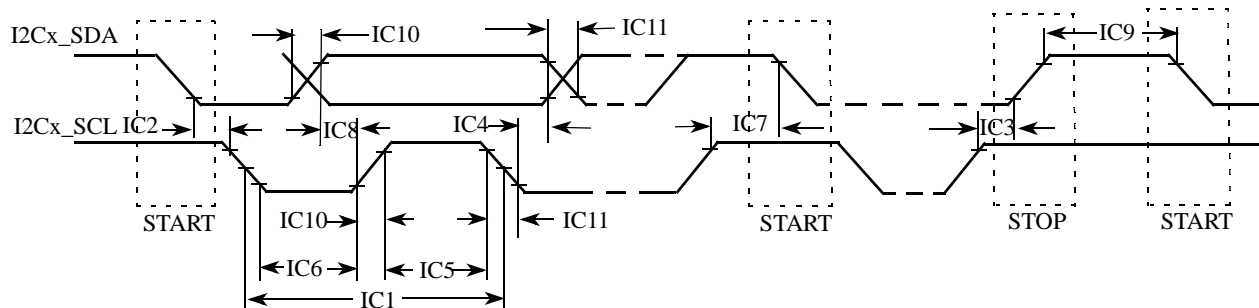 I2Cx_SDA IC10 IC11 IC9
I2Cx_SCL IC2 IC8 IC4 IC7 IC3
START IC10 IC11 START STOP START
IC6 IC5
IC1